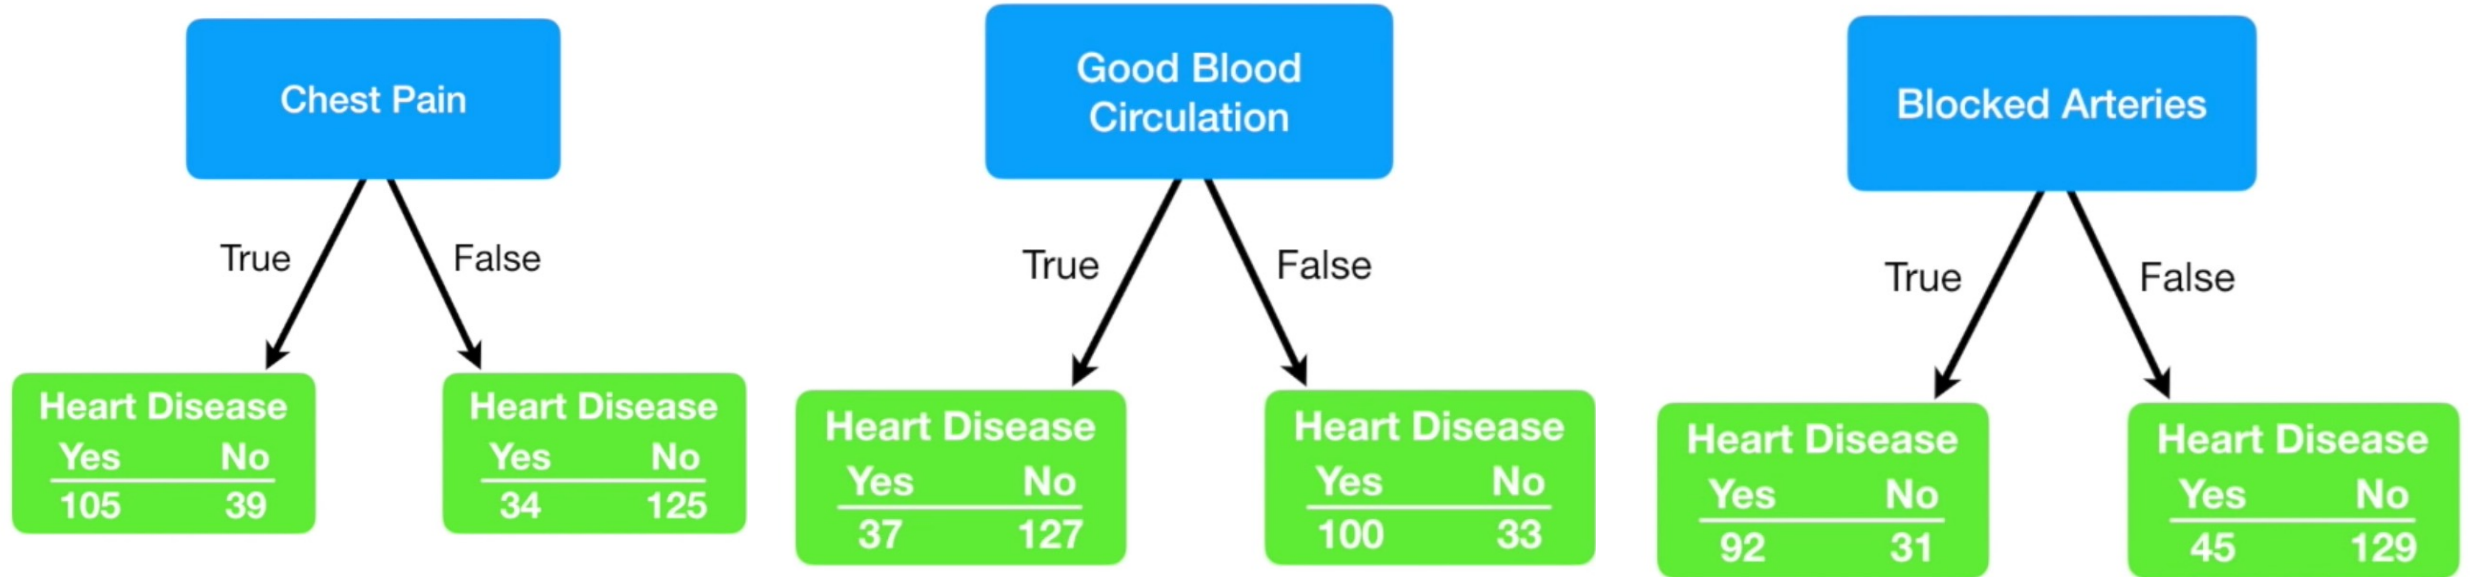 Chest Pain
True
False
Heart Disease
Yes No
105 39
Heart Disease
Yes No
34 125
Good Blood
Circulation
True
False
Heart Disease
Yes No
37 127
Heart Disease
Yes No
100 33
Blocked Arteries
True
False
Heart Disease
Yes No
92 31
Heart Disease
Yes No
45 129